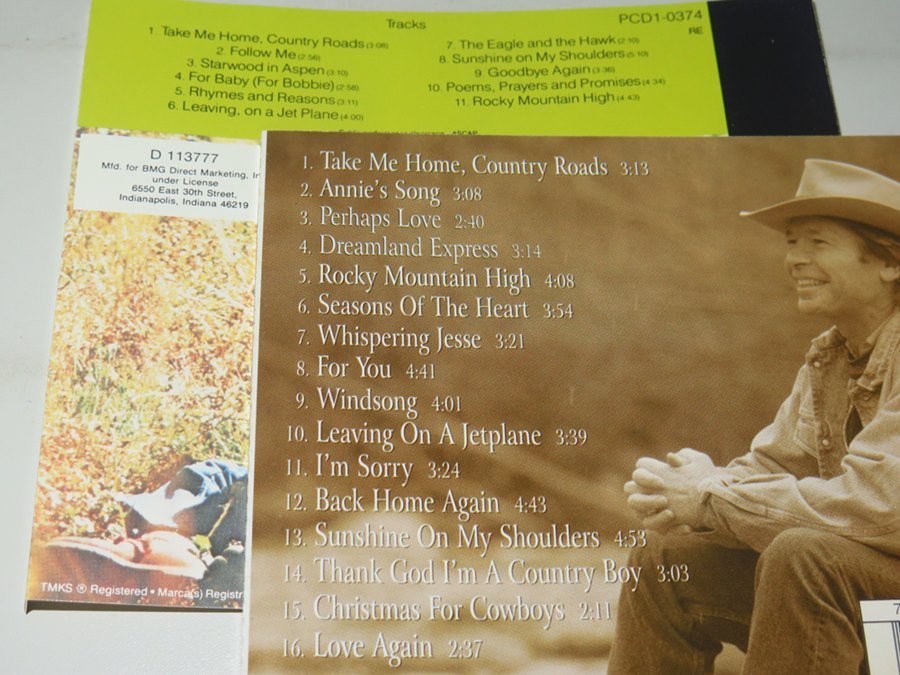 Tracks
PCD1-0374
RE
1. Take Me Home, Country Roads (3:08)
2. Follow Me (2:56)
3. Starwood in Aspen (3:10)
4. For Baby (For Bobbie) (2:58)
5. Rhymes and Reasons (3:11)
6. Leaving, on a Jet Plane (4:00)
7. The Eagle and the Hawk (2:10)
8. Sunshine on My Shoulders (5:10)
9. Goodbye Again (3:36)
10. Poems, Prayers and Promises (4:34)
11. Rocky Mountain High (4:43)
D 113777
Mfd. for BMG Direct Marketing, In
under License
6550 East 30th Street,
Indianapolis, Indiana 46219
TMKS ® Registered • Marca(s) Registr
1. Take Me Home, Country Roads 3:13
2. Annie's Song 3:08
3. Perhaps Love 2:40
4. Dreamland Express 3:14
5. Rocky Mountain High 4:08
6. Seasons Of The Heart 3:54
7. Whispering Jesse 3:21
8. For You 4:41
9. Windsong 4:01
10. Leaving On A Jetplane 3:39
11. I'm Sorry 3:24
12. Back Home Again 4:43
13. Sunshine On My Shoulders 4:53
14. Thank God I'm A Country Boy 3:03
15. Christmas For Cowboys 2:11
16. Love Again 2:37
7